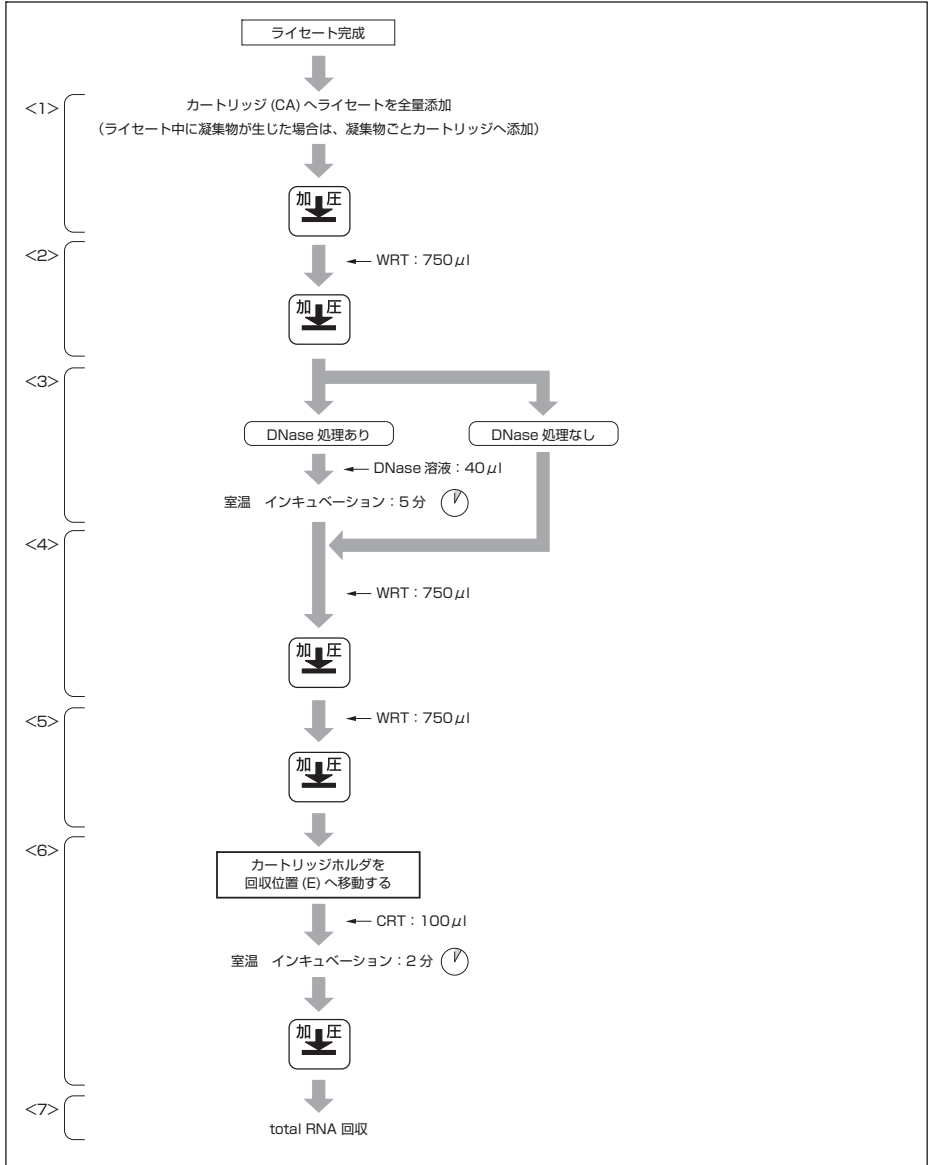 ライセート完成
<1>
カートリッジ (CA) へライセートを全量添加
（ライセート中に凝集物が生じた場合は、凝集物ごとカートリッジへ添加）
加 圧
<2>
WRT：750μl
加 圧
<3>
DNase 処理あり
DNase 処理なし
DNase 溶液：40μl
室温　インキュベーション：5 分
<4>
WRT：750μl
加 圧
<5>
WRT：750μl
加 圧
<6>
カートリッジホルダを
回収位置 (E) へ移動する
CRT：100μl
室温　インキュベーション：2 分
加 圧
<7>
total RNA 回収